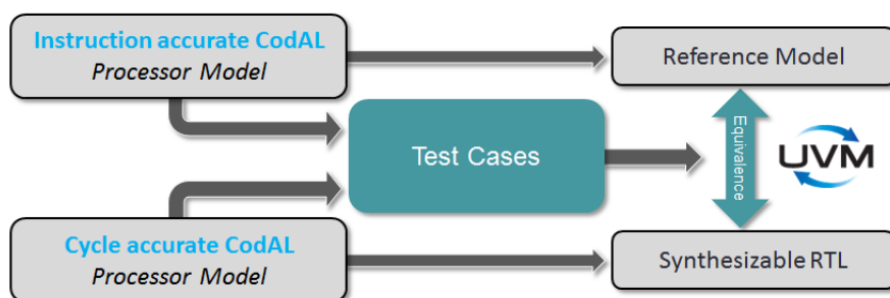 Instruction accurate CodAL
Processor Model
Reference Model
Test Cases
Equivalence
UVM
Cycle accurate CodAL
Processor Model
Synthesizable RTL